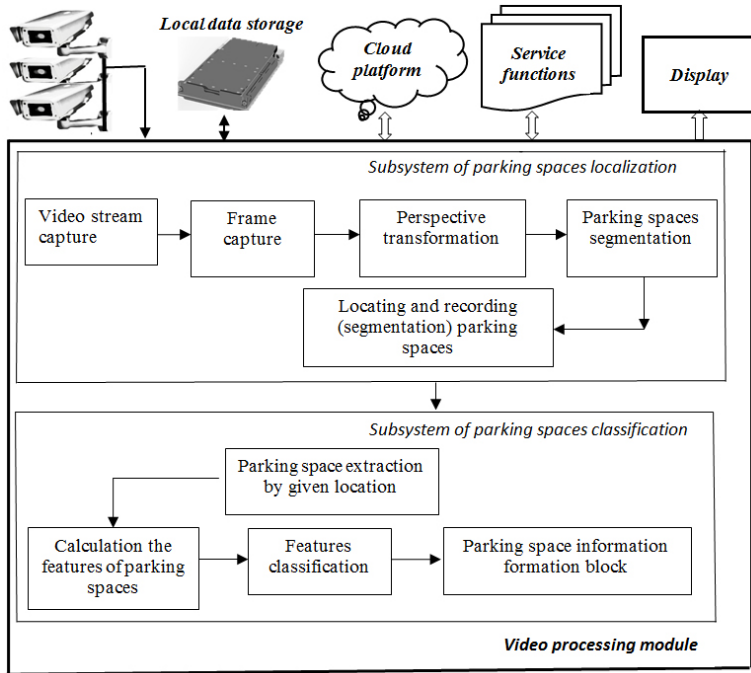 Local data storage
Cloud
platform
Service
functions
Display
Subsystem of parking spaces localization
Video stream
capture
Frame
capture
Perspective
transformation
Parking spaces
segmentation
Locating and recording
(segmentation) parking
spaces
Subsystem of parking spaces classification
Parking space extraction
by given location
Calculation the
features of parking
spaces
Features
classification
Parking space information
formation block
Video processing module